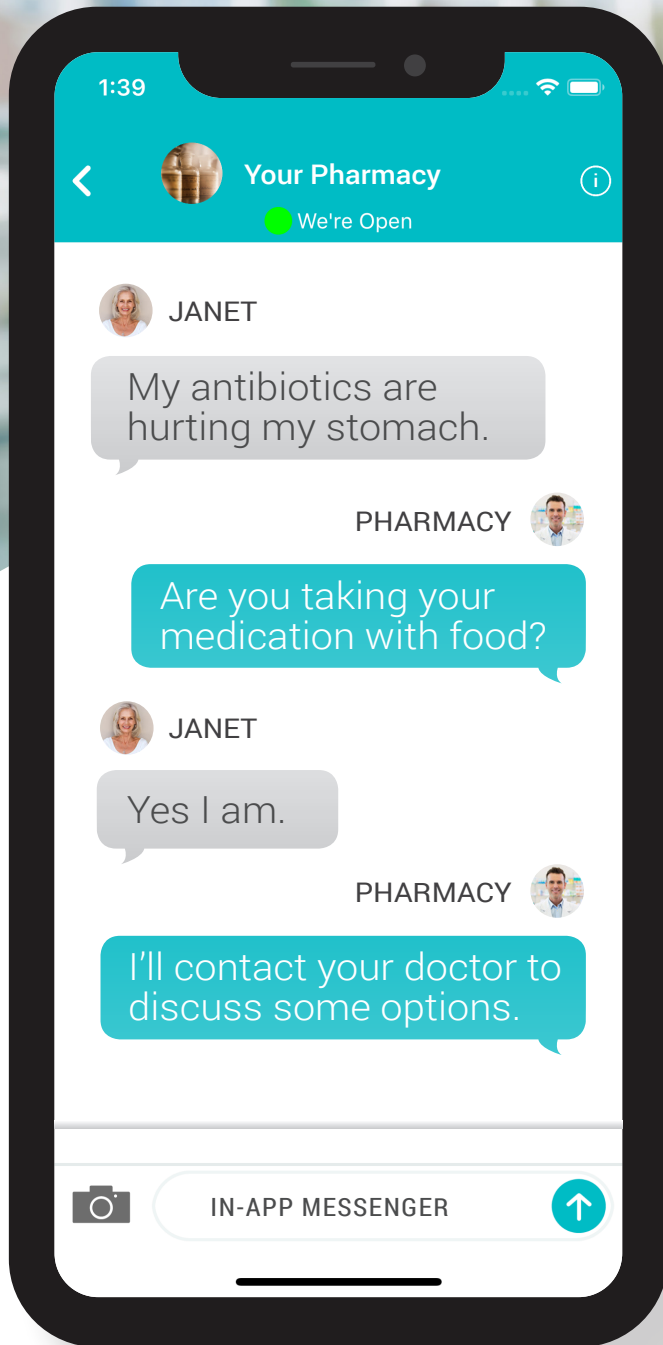 1:39
Your Pharmacy
We're Open
JANET
My antibiotics are
hurting my stomach.
PHARMACY
Are you taking your
medication with food?
JANET
Yes I am.
PHARMACY
I'll contact your doctor to
discuss some options.
IN-APP MESSENGER